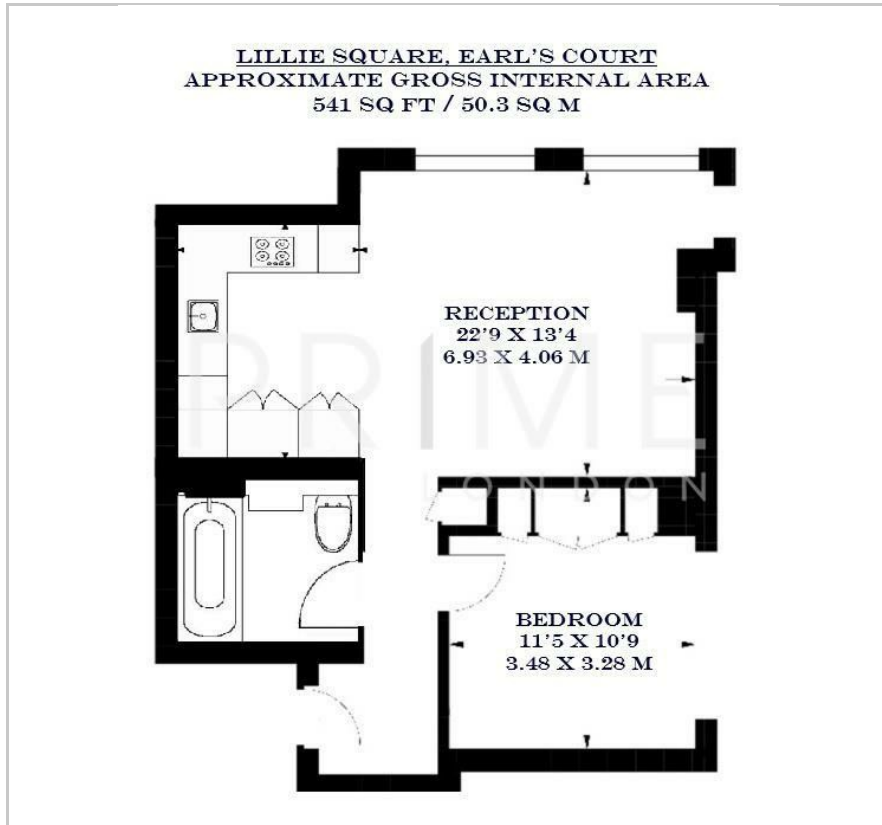 LILLIE SQUARE, EARL'S COURT
APPROXIMATE GROSS INTERNAL AREA
541 SQ FT / 50.3 SQ M
RECEPTION
22'9 X 13'4
6.93 X 4.06 M
PRIME
LONDON
BEDROOM
11'5 X 10'9
3.48 X 3.28 M